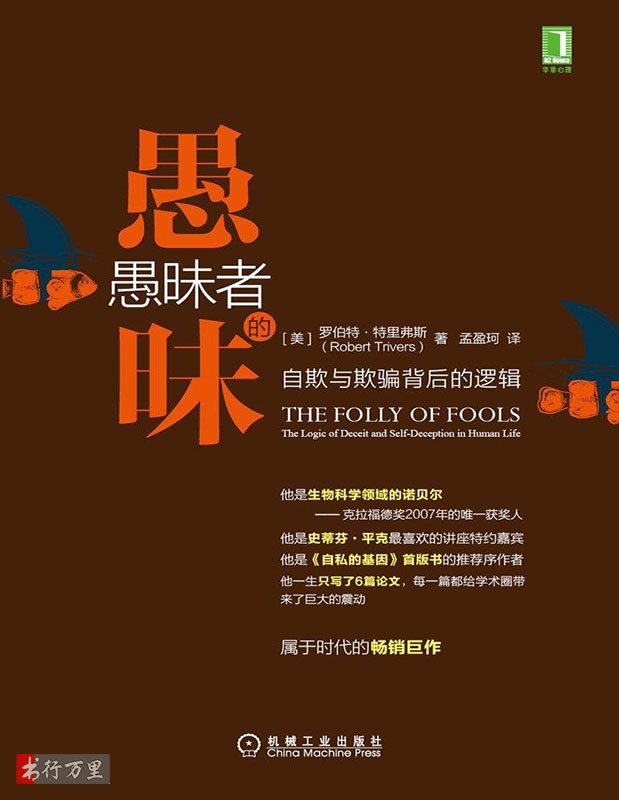 HZ Books
华章心理
愚昧者
的
愚昧
[美] 罗伯特·特里弗斯 著 孟盈珂 译
(Robert Trivers)
自欺与欺骗背后的逻辑
THE FOLLY OF FOOLS
The Logic of Deceit and Self-Deception in Human Life
他是生物科学领域的诺贝尔
—— 克拉福德奖2007年的唯一获奖人
他是史蒂芬·平克最喜欢的讲座特约嘉宾
他是《自私的基因》首版书的推荐序作者
他一生只写了6篇论文，每一篇都给学术圈带
来了巨大的震动
属于时代的畅销巨作
机械工业出版社
China Machine Press
书行万里